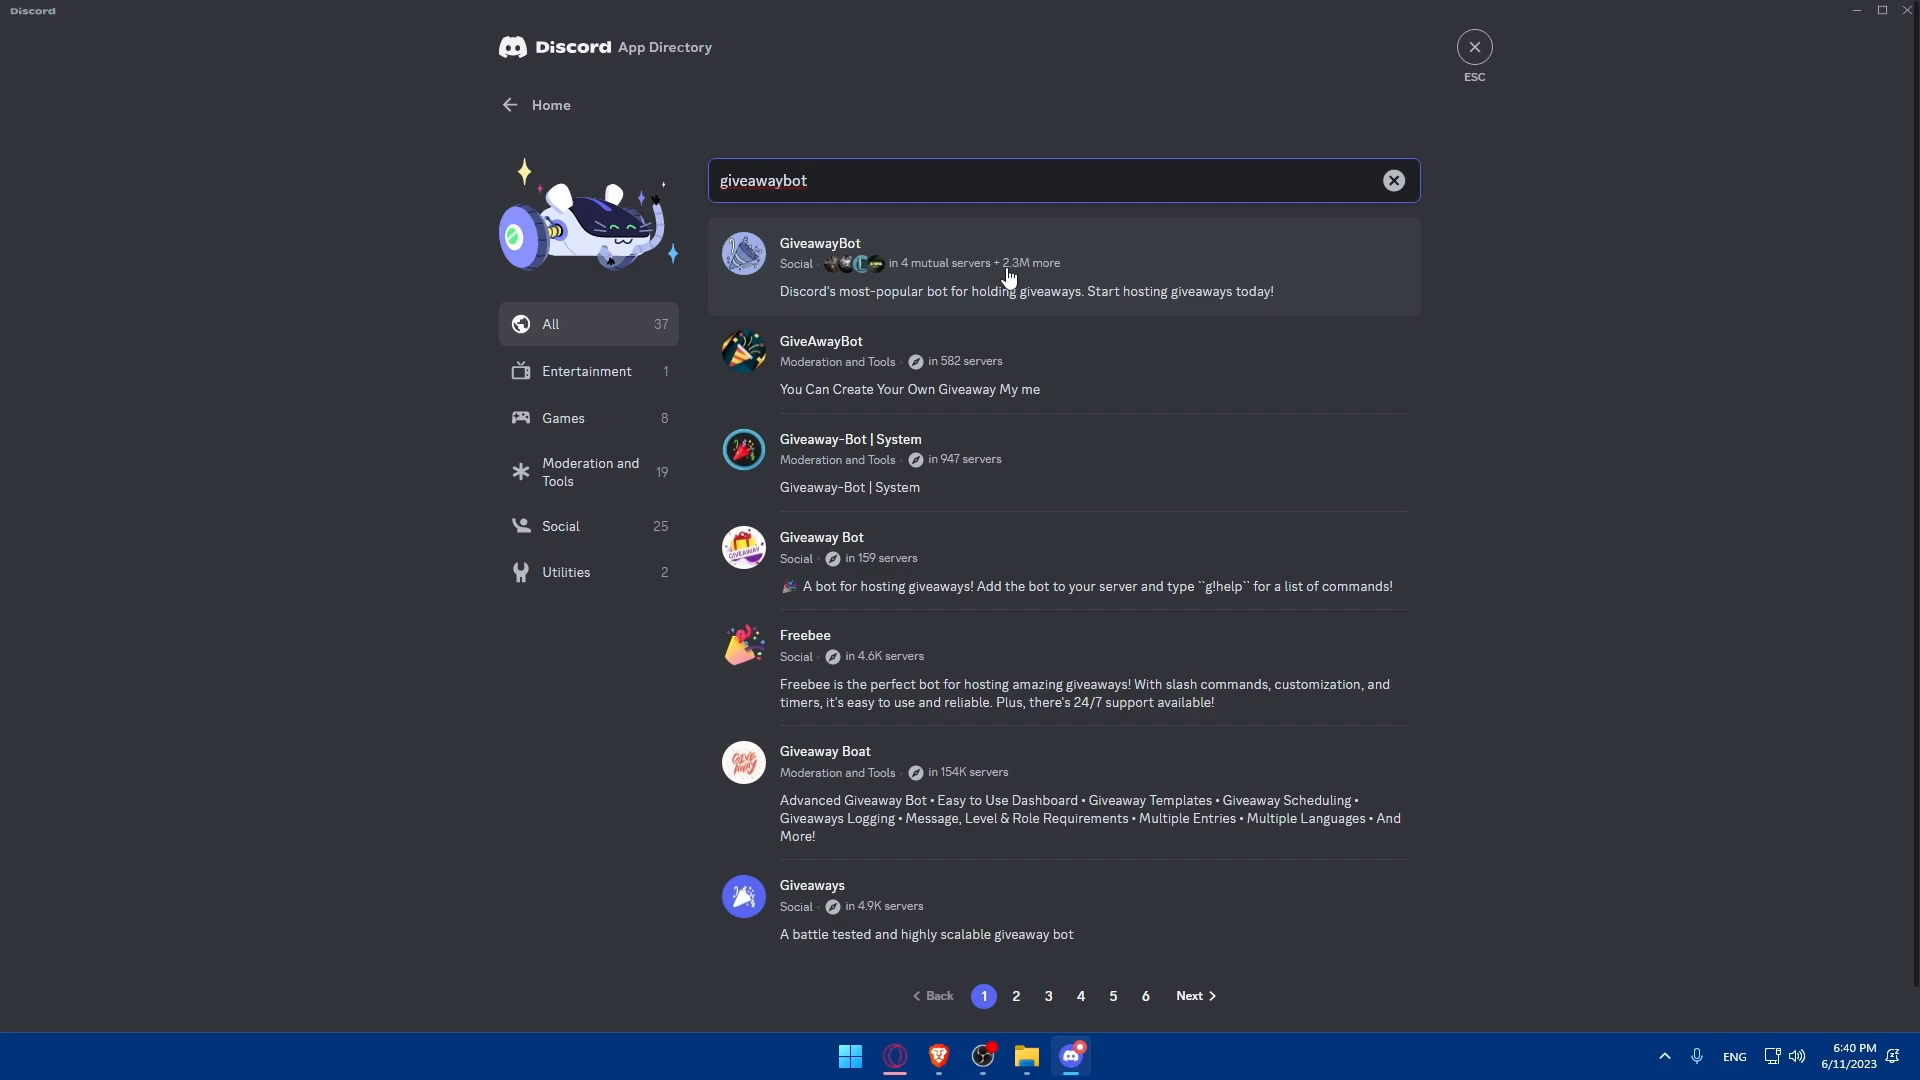 Discord
Discord App Directory
ESC
Home
giveawaybot
GiveawayBot
Social · in 4 mutual servers + 2.3M more
Discord's most-popular bot for holding giveaways. Start hosting giveaways today!
All 37
GiveAwayBot
Moderation and Tools · in 582 servers
Entertainment 1
You Can Create Your Own Giveaway My me
Games 8
Giveaway-Bot | System
Moderation and Tools · in 947 servers
Moderation and
Tools 19
Giveaway-Bot | System
Social 25
GIVEAWAY
Giveaway Bot
Social · in 159 servers
Utilities 2
🎉 A bot for hosting giveaways! Add the bot to your server and type ``g!help`` for a list of commands!
Freebee
Social · in 4.6K servers
Freebee is the perfect bot for hosting amazing giveaways! With slash commands, customization, and
timers, it's easy to use and reliable. Plus, there's 24/7 support available!
GIVE
AWAY
Giveaway Boat
Moderation and Tools · in 154K servers
Advanced Giveaway Bot • Easy to Use Dashboard • Giveaway Templates • Giveaway Scheduling •
Giveaways Logging • Message, Level & Role Requirements • Multiple Entries • Multiple Languages • And
More!
Giveaways
Social · in 4.9K servers
A battle tested and highly scalable giveaway bot
< Back 1 2 3 4 5 6 Next >
ENG
6:40 PM
6/11/2023